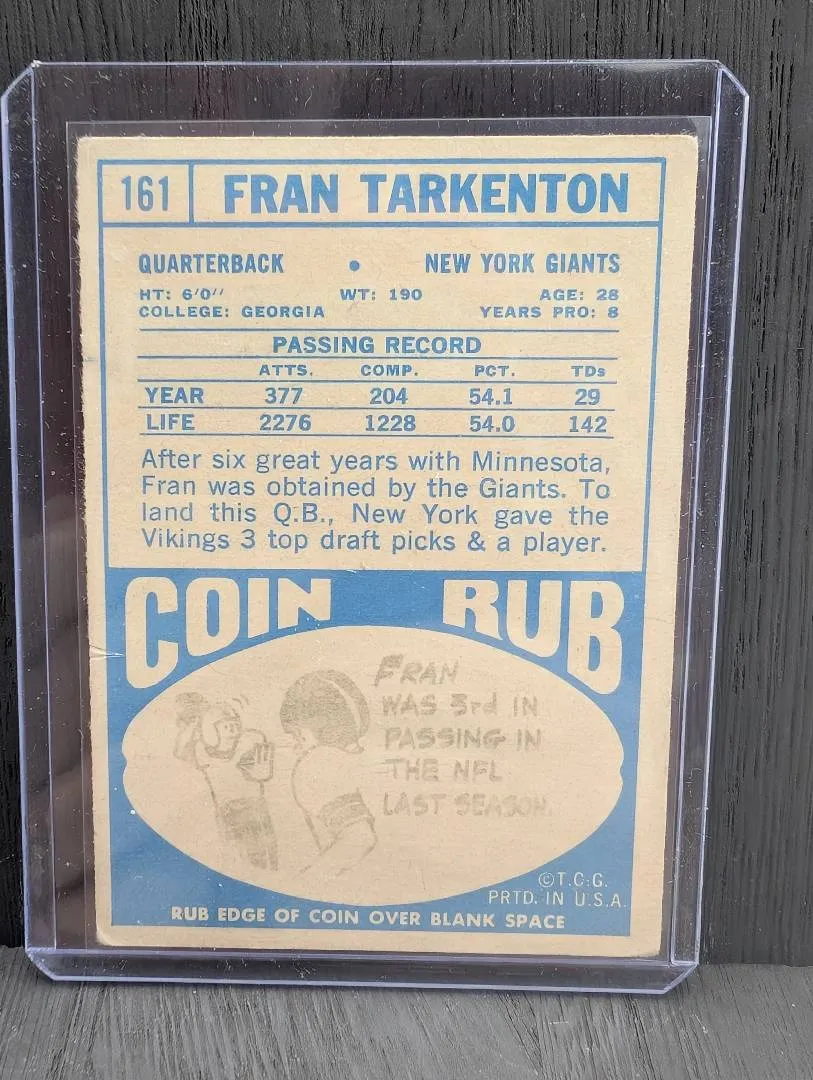 161 FRAN TARKENTON
QUARTERBACK • NEW YORK GIANTS
HT: 6'0'' WT: 190 AGE: 28
COLLEGE: GEORGIA YEARS PRO: 8
PASSING RECORD
ATTS. COMP. PCT. TDs
YEAR 377 204 54.1 29
LIFE 2276 1228 54.0 142
After six great years with Minnesota,
Fran was obtained by the Giants. To
land this Q.B., New York gave the
Vikings 3 top draft picks & a player.
COIN RUB
FRAN
WAS 3rd IN
PASSING IN
THE NFL
LAST SEASON.
©T.C.G.
PRTD. IN U.S.A.
RUB EDGE OF COIN OVER BLANK SPACE